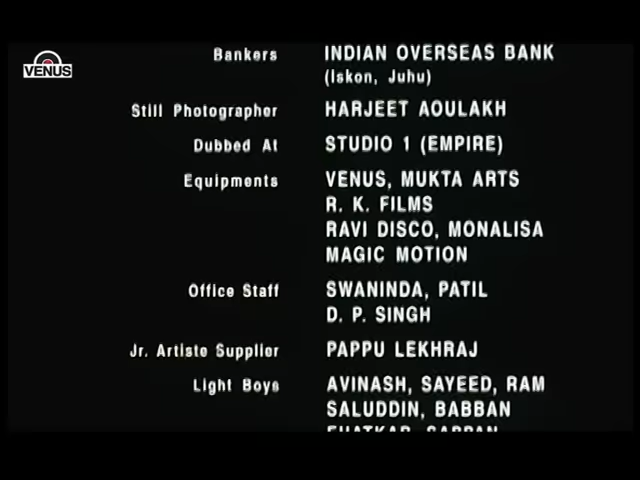 VENUS
Bankers INDIAN OVERSEAS BANK
(Iskon, Juhu)
Still Photographer HARJEET AOULAKH
Dubbed At STUDIO 1 (EMPIRE)
Equipments VENUS, MUKTA ARTS
R. K. FILMS
RAVI DISCO, MONALISA
MAGIC MOTION
Office Staff SWANINDA, PATIL
D. P. SINGH
Jr. Artiste Supplier PAPPU LEKHRAJ
Light Boys AVINASH, SAYEED, RAM
SALUDDIN, BABBAN